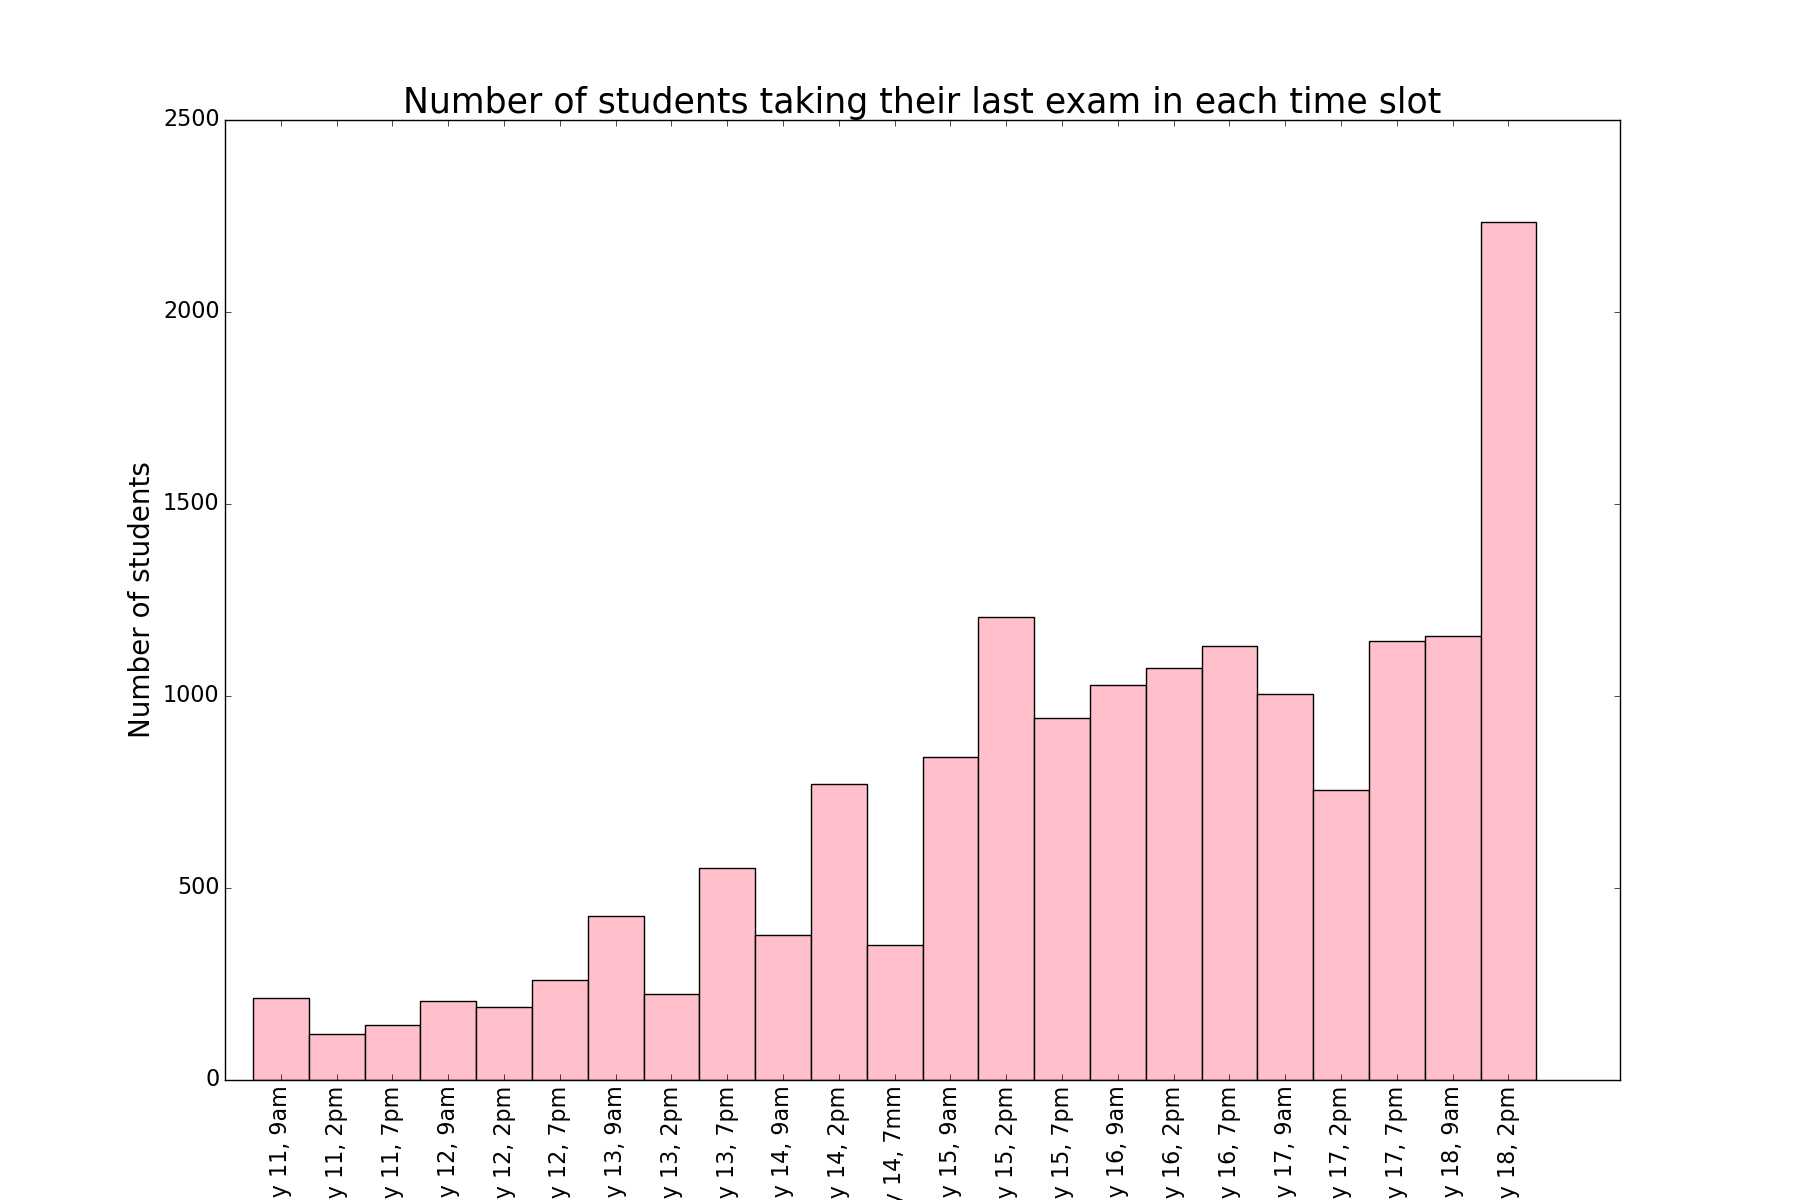 Number of students taking their last exam in each time slot
Number of students
2500
2000
1500
1000
500
0
y 11, 9am
y 11, 2pm
y 11, 7pm
y 12, 9am
y 12, 2pm
y 12, 7pm
y 13, 9am
y 13, 2pm
y 13, 7pm
y 14, 9am
y 14, 2pm
y 14, 7mm
y 15, 9am
y 15, 2pm
y 15, 7pm
y 16, 9am
y 16, 2pm
y 16, 7pm
y 17, 9am
y 17, 2pm
y 17, 7pm
y 18, 9am
y 18, 2pm